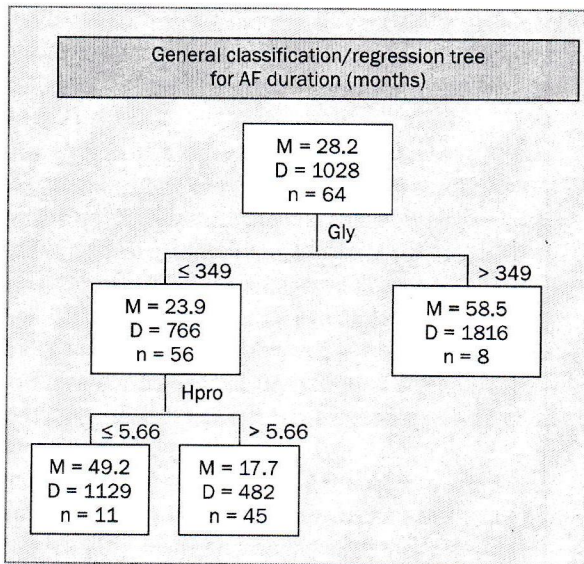 General classification/regression tree
for AF duration (months)
M = 28.2
D = 1028
n = 64
Gly
≤ 349
> 349
M = 23.9
D = 766
n = 56
M = 58.5
D = 1816
n = 8
Hpro
≤ 5.66
> 5.66
M = 49.2
D = 1129
n = 11
M = 17.7
D = 482
n = 45